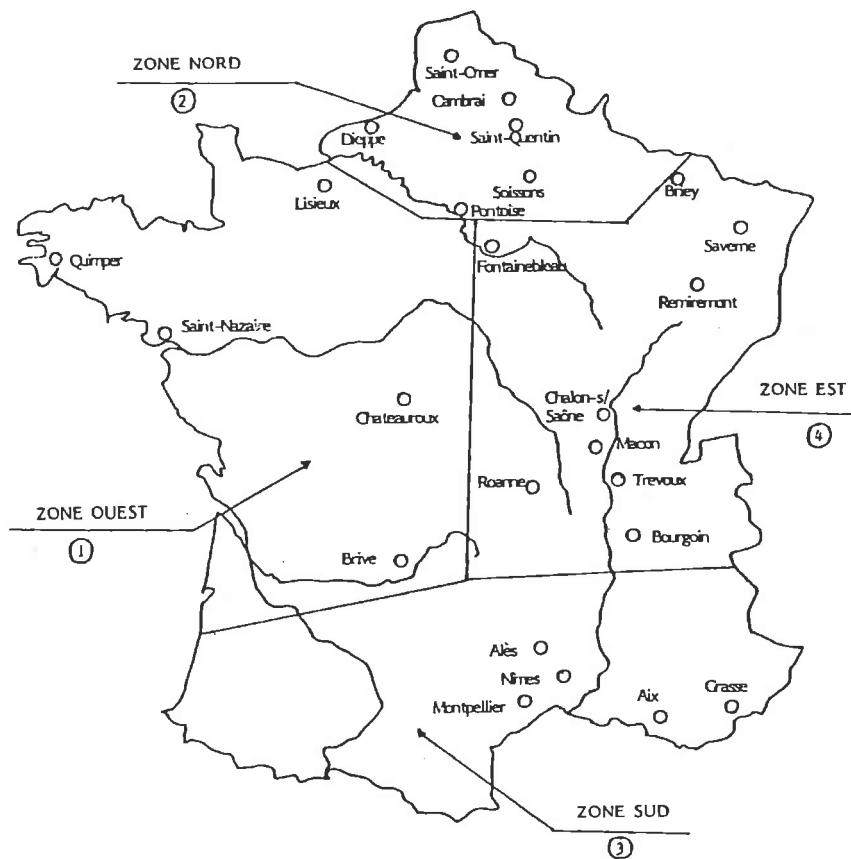 ZONE NORD
2
Saint-Omer
Cambrai
Dieppe
Saint-Quentin
Soissons
Briey
Lisieux
Pontoise
Saverne
Quimper
Fontainebleau
Remiremont
Saint-Nazaire
ZONE EST
4
Chateauroux
Chalon-s/
Saône
Macon
Roanne
Trevoux
ZONE OUEST
1
Bourgoin
Brive
Alès
Nîmes
Montpellier
Aix
Grasse
ZONE SUD
3